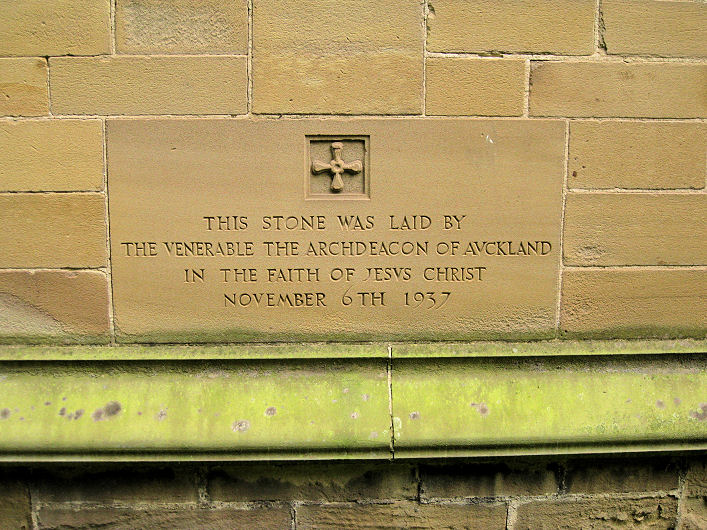 THIS STONE WAS LAID BY
THE VENERABLE THE ARCHDEACON OF AVCKLAND
IN THE FAITH OF JESVS CHRIST
NOVEMBER 6TH 1937